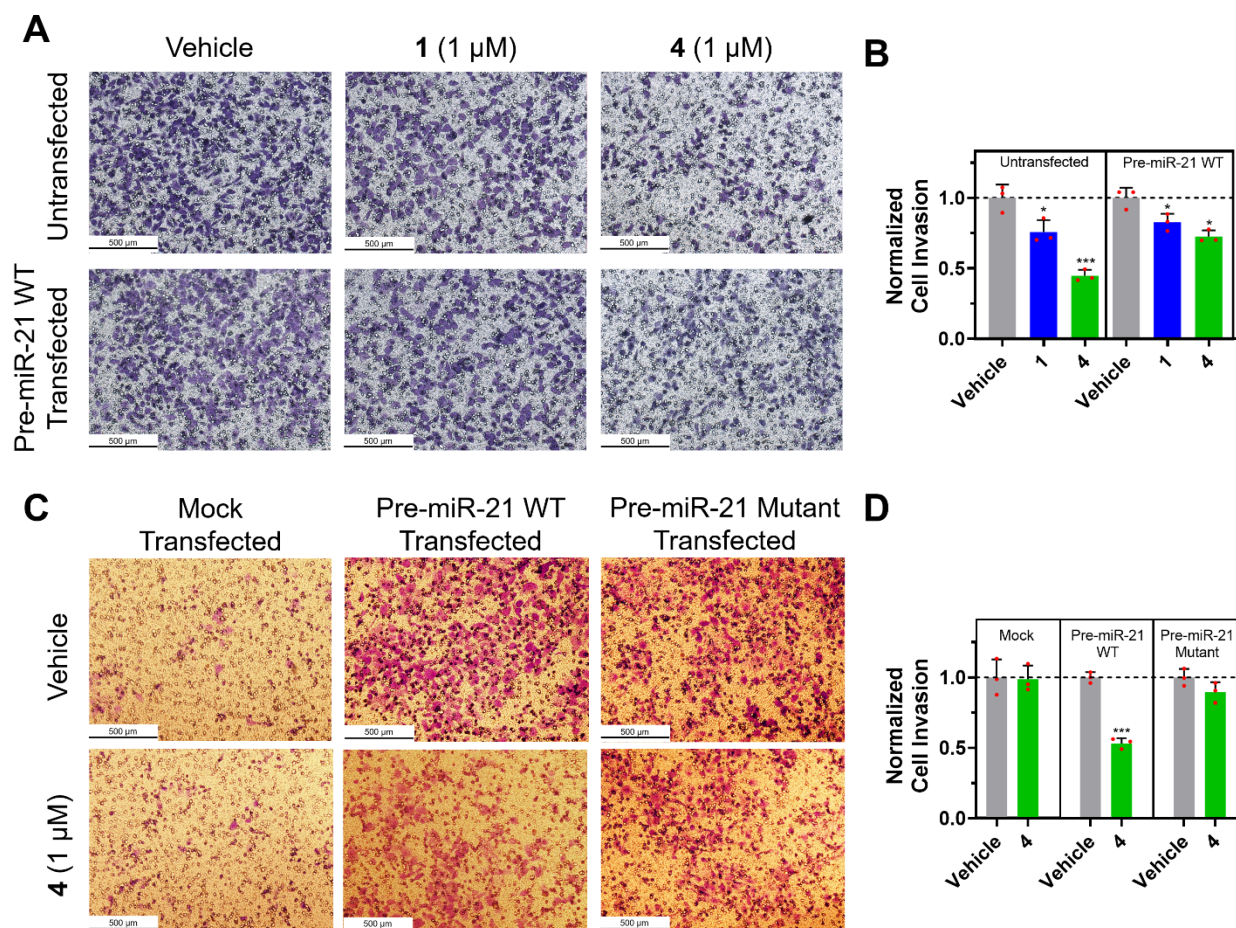 A
Vehicle
1 (1 µM)
4 (1 µM)
Untransfected
500 µm
500 µm
500 µm
Pre-miR-21 WT
Transfected
500 µm
500 µm
500 µm
B
Normalized
Cell Invasion
1.0
0.5
0.0
Untransfected
Pre-miR-21 WT
*
***
*
*
Vehicle
1
4
Vehicle
1
4
C
Mock
Transfected
Pre-miR-21 WT
Transfected
Pre-miR-21 Mutant
Transfected
Vehicle
500 µm
500 µm
500 µm
4 (1 µM)
500 µm
500 µm
500 µm
D
Normalized
Cell Invasion
1.0
0.5
0.0
Mock
Pre-miR-21
WT
Pre-miR-21
Mutant
***
Vehicle
4
Vehicle
4
Vehicle
4